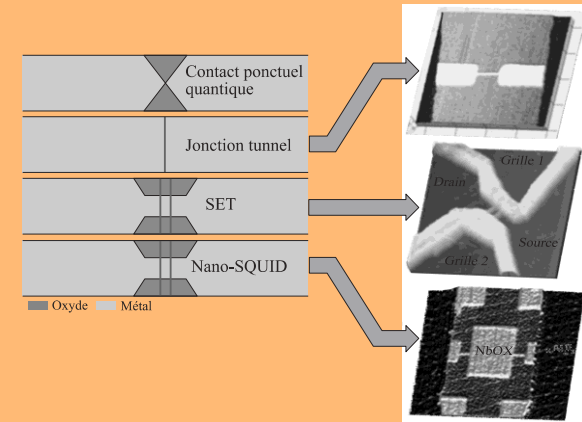 Contact ponctuel
quantique
Jonction tunnel
SET
Nano-SQUID
Oxyde
Métal
Grille 1
Drain
Source
Grille 2
NbOX